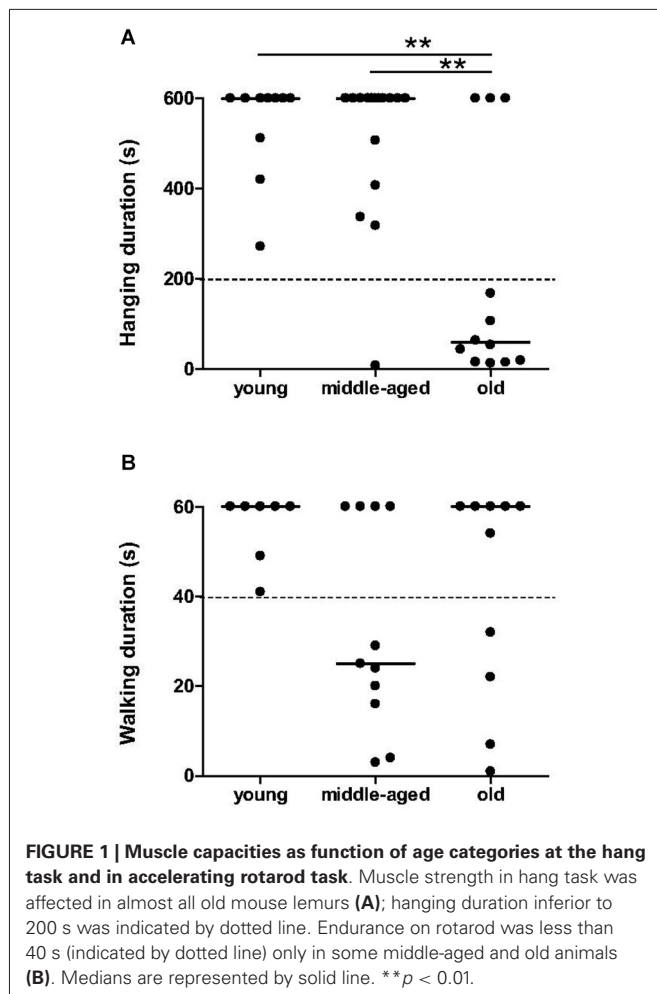 A
**
**
Hanging duration (s)
600
400
200
0
young middle-aged old
B
Walking duration (s)
60
40
20
0
young middle-aged old
FIGURE 1 | Muscle capacities as function of age categories at the hang
task and in accelerating rotarod task. Muscle strength in hang task was
affected in almost all old mouse lemurs (A); hanging duration inferior to
200 s was indicated by dotted line. Endurance on rotarod was less than
40 s (indicated by dotted line) only in some middle-aged and old animals
(B). Medians are represented by solid line. **p < 0.01.